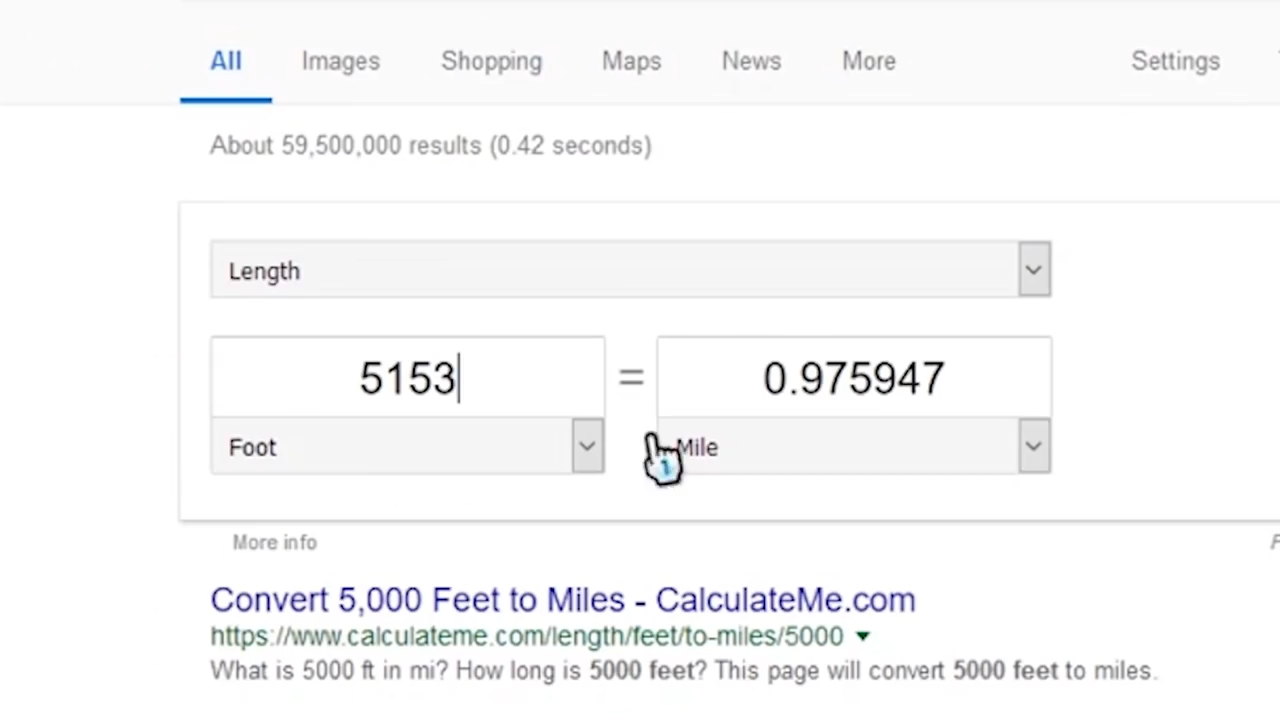 All Images Shopping Maps News More Settings
About 59,500,000 results (0.42 seconds)
Length
5153 = 0.975947
Foot Mile
More info
Convert 5,000 Feet to Miles - CalculateMe.com
https://www.calculateme.com/length/feet/to-miles/5000
What is 5000 ft in mi? How long is 5000 feet? This page will convert 5000 feet to miles.